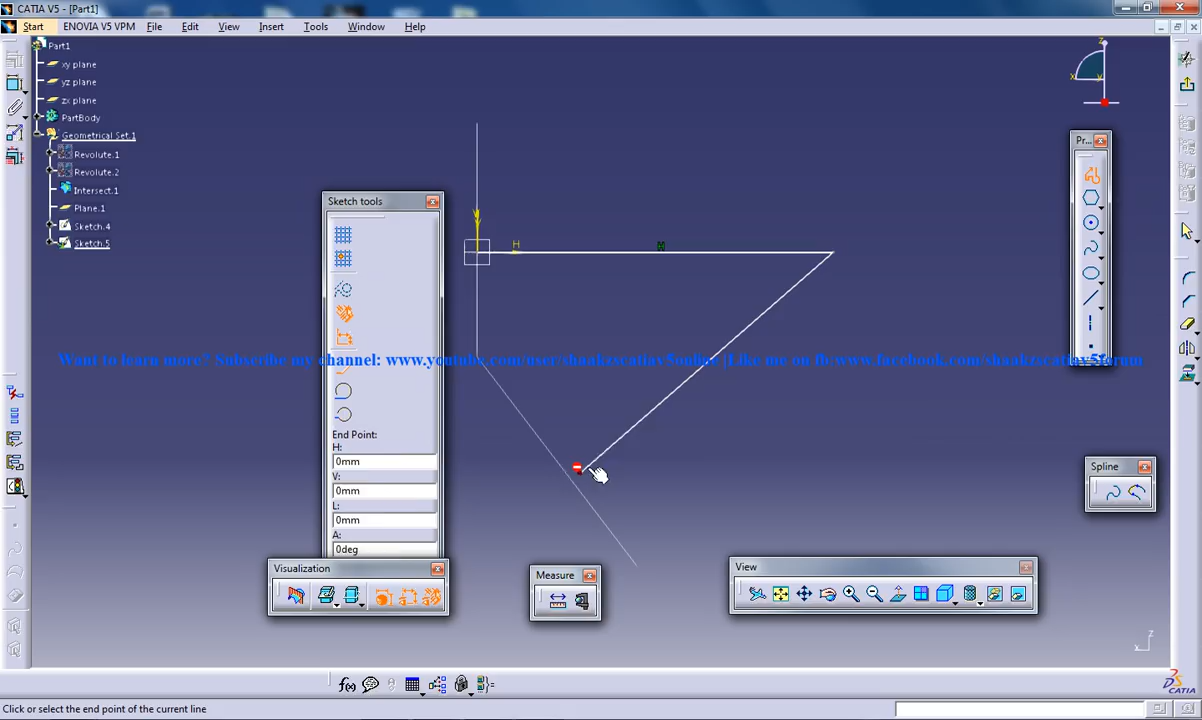 CATIA V5 - [Part1]
Start ENOVIA V5 VPM File Edit View Insert Tools Window Help
Part1
xy plane
yz plane
zx plane
PartBody
Geometrical Set.1
Revolute.1
Revolute.2
Intersect.1
Plane.1
Sketch.4
Sketch.5
Sketch tools
End Point:
H:
0mm
V:
0mm
L:
0mm
A:
0deg
V
H
H
z
x
y
Pr...
Want to learn more? Subscribe my channel: www.youtube.com/user/shaakzscatiav5online |Like me on fb:www.facebook.com/shaakzscatiav5forum
Spline
Visualization
Measure
View
f(x)
z
x
DS
CATIA
Click or select the end point of the current line